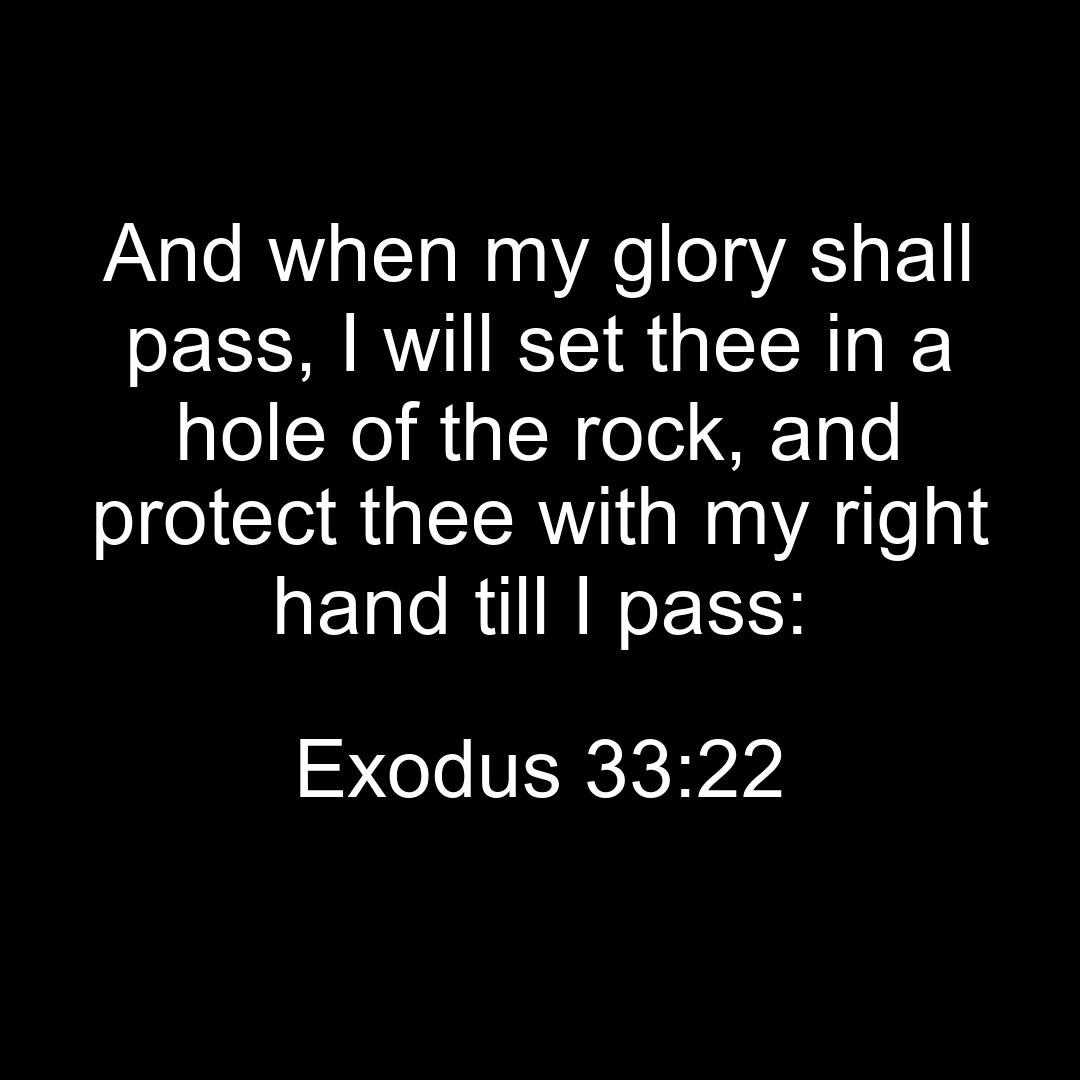 And when my glory shall
pass, I will set thee in a
hole of the rock, and
protect thee with my right
hand till I pass:
Exodus 33:22